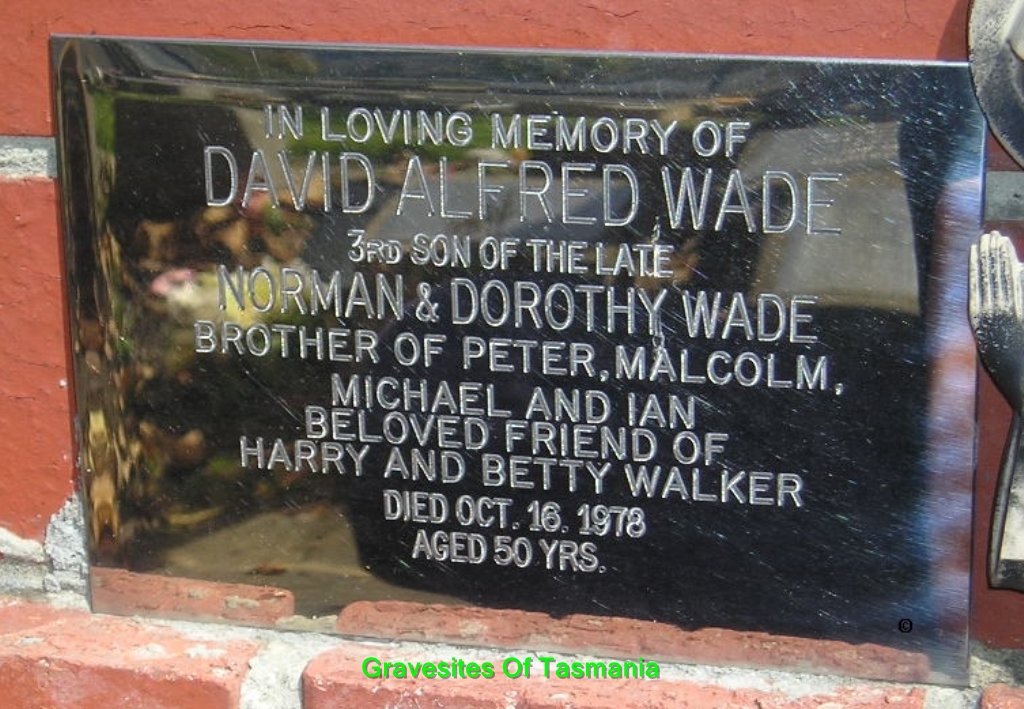 IN LOVING MEMORY OF
DAVID ALFRED WADE
3RD SON OF THE LATE
NORMAN & DOROTHY WADE
BROTHER OF PETER, MALCOLM,
MICHAEL AND IAN
BELOVED FRIEND OF
HARRY AND BETTY WALKER
DIED OCT. 16. 1978
AGED 50 YRS.
©
Gravesites Of Tasmania